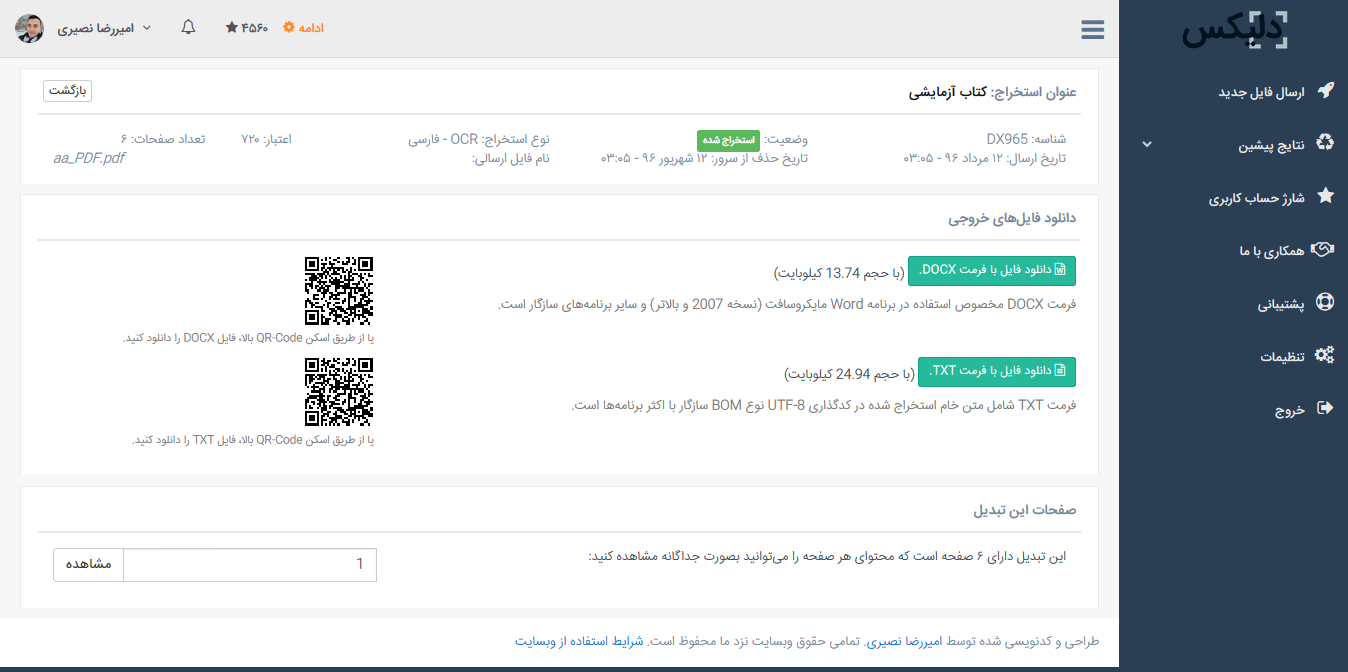 دلیکس
ارسال فایل جدید
نتایج پیشین
شارژ حساب کاربری
همکاری با ما
پشتیبانی
تنظیمات
خروج
ادامه
۴۵۶۰
امیررضا نصیری
عنوان استخراج: کتاب آزمایشی
بازگشت
شناسه: DX965
وضعیت: استخراج شده
نوع استخراج: OCR - فارسی
اعتبار: ۷۲۰
تعداد صفحات: ۶
تاریخ ارسال: ۱۲ مرداد ۹۶ - ۰۳:۰۵
تاریخ حذف از سرور: ۱۲ شهریور ۹۶ - ۰۳:۰۵
نام فایل ارسالی:
aa_PDF.pdf
دانلود فایل‌های خروجی
دانلود فایل با فرمت DOCX. (با حجم 13.74 کیلوبایت)
فرمت DOCX مخصوص استفاده در برنامه Word مایکروسافت (نسخه 2007 و بالاتر) و سایر برنامه‌های سازگار است.
یا از طریق اسکن QR-Code بالا، فایل DOCX را دانلود کنید.
دانلود فایل با فرمت TXT. (با حجم 24.94 کیلوبایت)
فرمت TXT شامل متن خام استخراج شده در کدگذاری UTF-8 نوع BOM سازگار با اکثر برنامه‌ها است.
یا از طریق اسکن QR-Code بالا، فایل TXT را دانلود کنید.
صفحات این تبدیل
این تبدیل دارای ۶ صفحه است که محتوای هر صفحه را می‌توانید بصورت جداگانه مشاهده کنید:
1
مشاهده
طراحی و کدنویسی شده توسط امیررضا نصیری. تمامی حقوق وبسایت نزد ما محفوظ است. شرایط استفاده از وبسایت